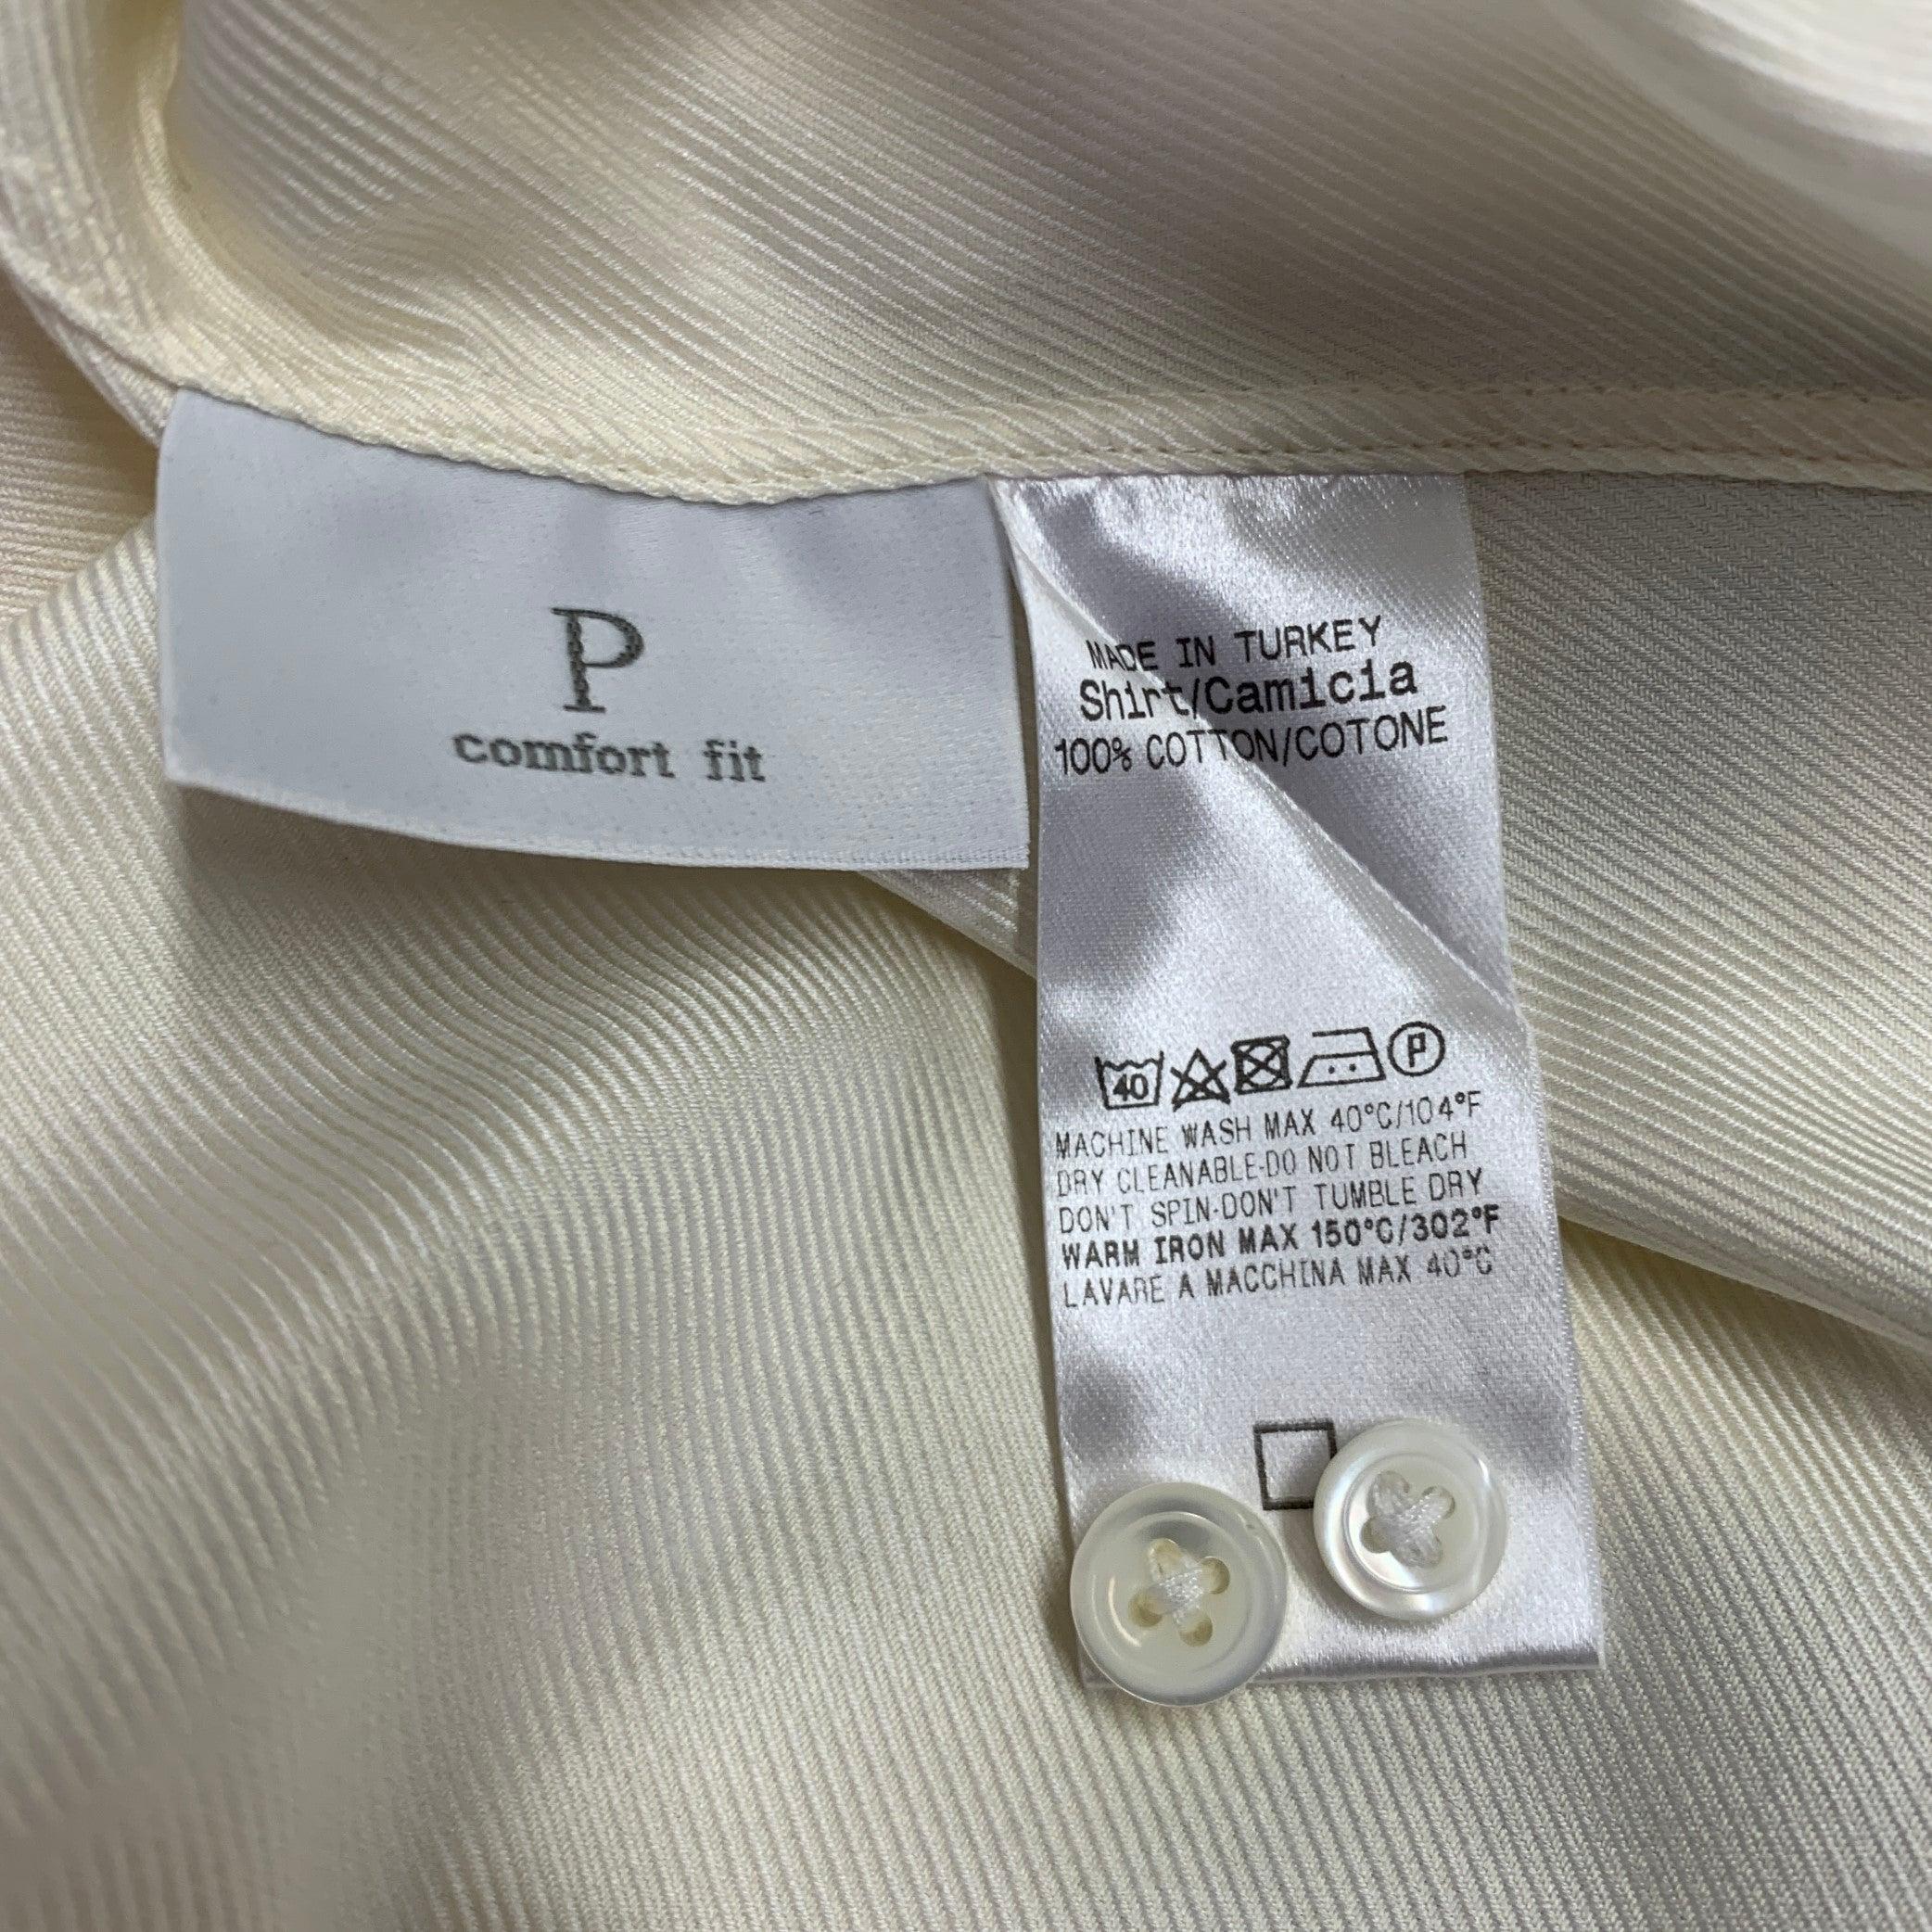 P
comfort fit
MADE IN TURKEY
Shirt/Camicia
100% COTTON/COTONE
40 P
MACHINE WASH MAX 40°C/104°F
DRY CLEANABLE-DO NOT BLEACH
DON'T SPIN-DON'T TUMBLE DRY
WARM IRON MAX 150°C/302°F
LAVARE A MACCHINA MAX 40°C